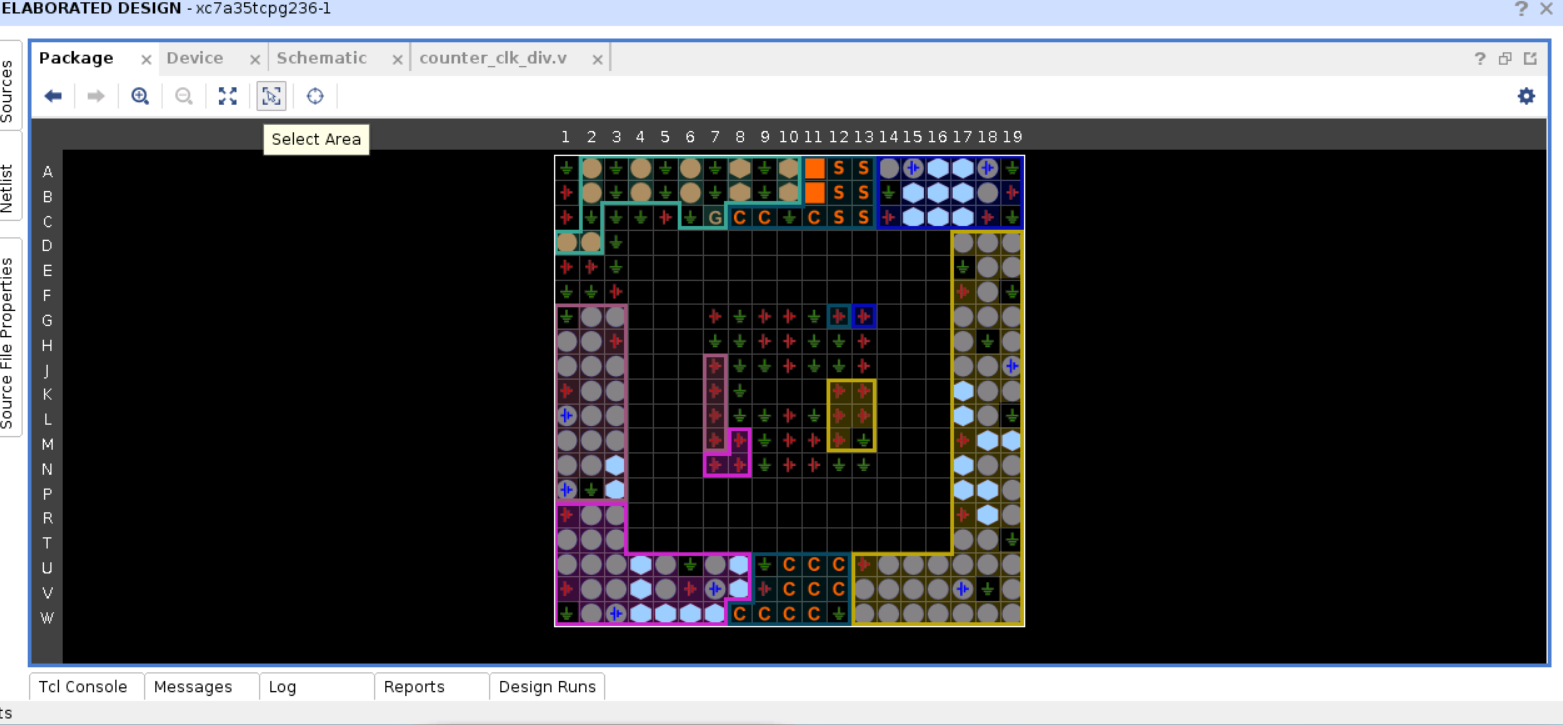 ELABORATED DESIGN - xc7a35tcpg236-1
? ×
Package × Device × Schematic × counter_clk_div.v ×
?
Select Area
Sources
Netlist
Source File Properties
1 2 3 4 5 6 7 8 9 10 11 12 13 14 15 16 17 18 19
A S S
B S S
C G C C C S S
D
E
F
G
H
J
K
L
M
N
P
R
T
U C C C
V C C C
W C C C C
Tcl Console Messages Log Reports Design Runs
ts